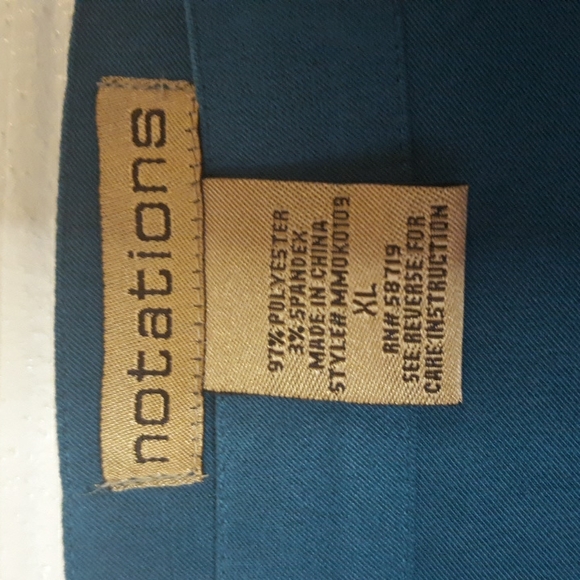 notations
97% POLYESTER
3% SPANDEX
MADE IN CHINA
STYLE# MMOK0109
XL
RN# 58719
SEE REVERSE FOR
CARE INSTRUCTION